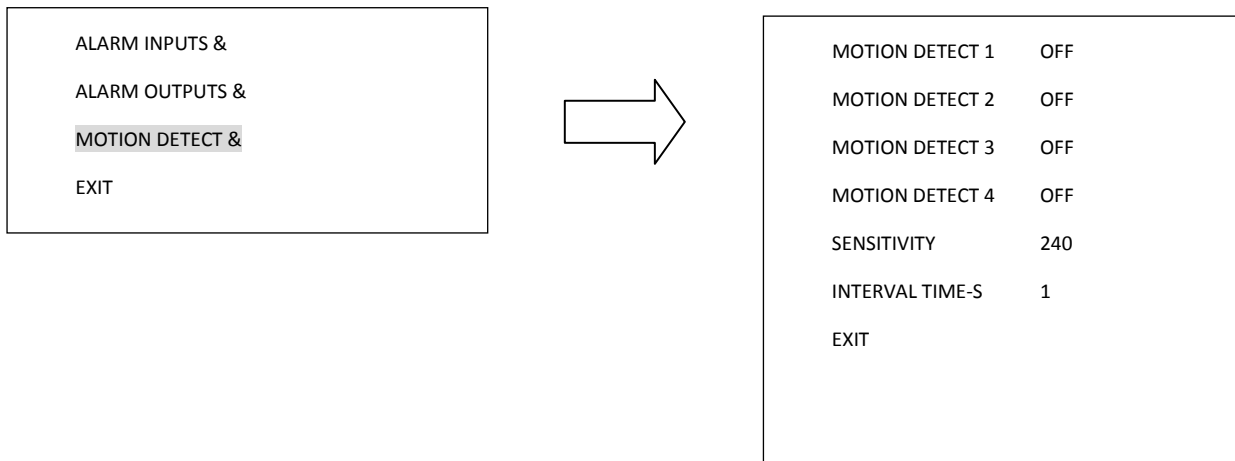 ALARM INPUTS &
ALARM OUTPUTS &
MOTION DETECT &
EXIT
MOTION DETECT 1 OFF
MOTION DETECT 2 OFF
MOTION DETECT 3 OFF
MOTION DETECT 4 OFF
SENSITIVITY 240
INTERVAL TIME-S 1
EXIT